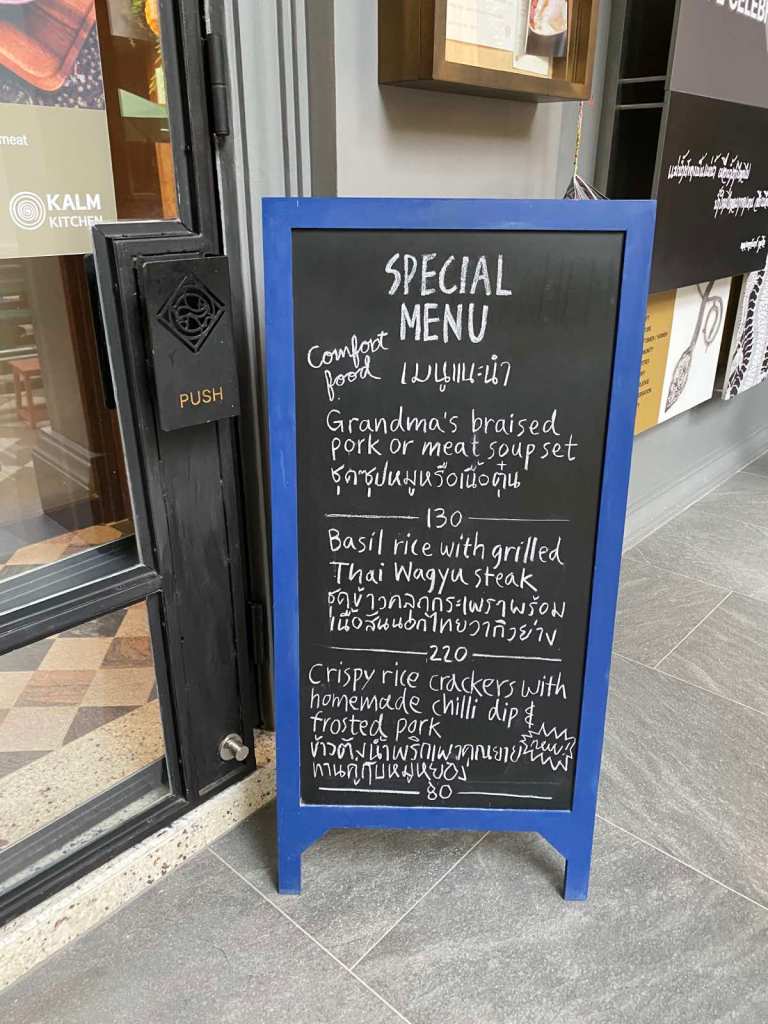 meat
KALM
KITCHEN
PUSH
SPECIAL
MENU
Comfort
food
เมนูแนะนำ
Grandma's braised
pork or meat soup set
ชุดซุปหมูหรือเนื้อตุ๋น
130
Basil rice with grilled
Thai Wagyu steak
ชุดข้าวคลุกกระเพราพร้อม
เนื้อสันนอกไทยวากิวย่าง
220
Crispy rice crackers with
homemade chilli dip &
frosted pork
ข้าวตังน้ำพริกเผาคุณยาย
new!
ทานคู่กับหมูหย็อง
80